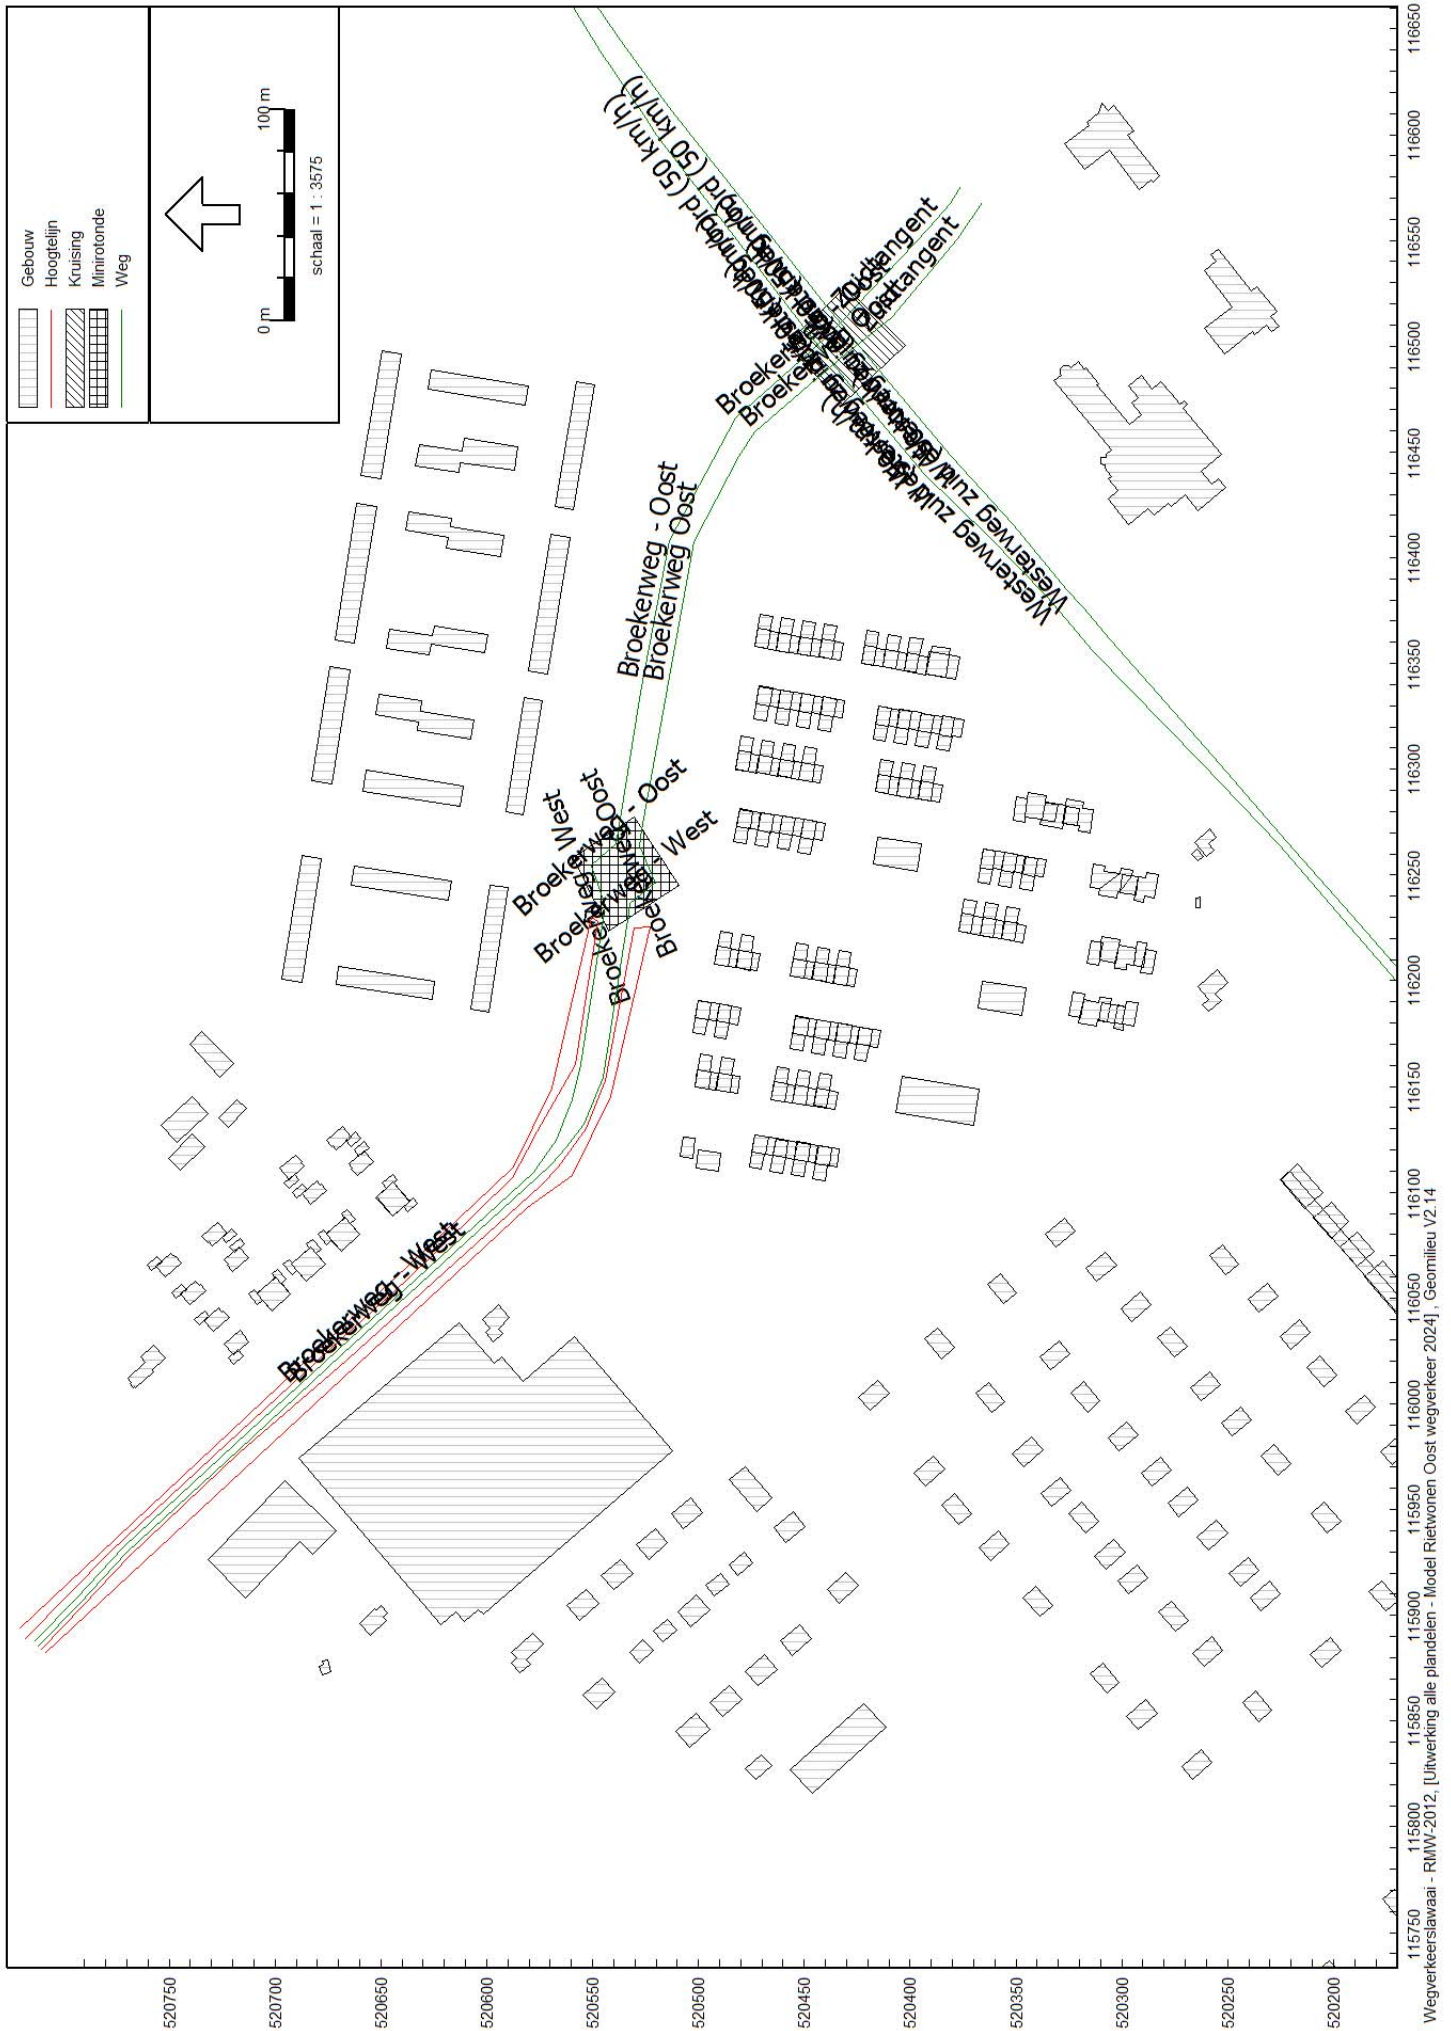 Gebouw
Hoogtelijn
Kruising
Minirotonde
Weg
0 m
100 m
schaal = 1 : 3575
Broekerweg - West
Broekerweg - West
Broekerweg - Oost
Broekerweg Oost
Westerweg zuid
Westerweg zuid
Zuidtangent
Zuidtangent
520750
520700
520650
520600
520550
520500
520450
520400
520350
520300
520250
520200
115750
115800
115850
115900
115950
116000
116050
116100
116150
116200
116250
116300
116350
116400
116450
116500
116550
116600
116650
Wegverkeerslawaai - RMW-2012, [Uitwerking alle plandelen - Model Rietwonen Oost wegverkeer 2024] , Geomilieu V2.14